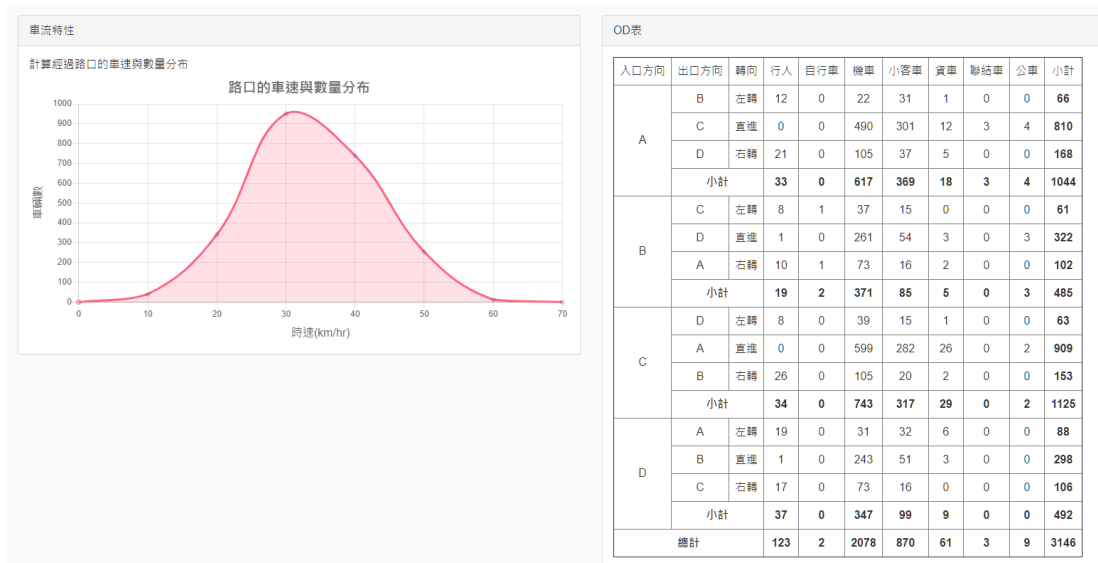 車流特性
計算經過路口的車速與數量分布
路口的車速與數量分布
車輛數
1000
900
800
700
600
500
400
300
200
100
0
0 10 20 30 40 50 60 70
時速(km/hr)
OD表
入口方向 出口方向 轉向 行人 自行車 機車 小客車 貨車 聯結車 公車 小計
A
B 左轉 12 0 22 31 1 0 0 66
C 直進 0 0 490 301 12 3 4 810
D 右轉 21 0 105 37 5 0 0 168
小計 33 0 617 369 18 3 4 1044
B
C 左轉 8 1 37 15 0 0 0 61
D 直進 1 0 261 54 3 0 3 322
A 右轉 10 1 73 16 2 0 0 102
小計 19 2 371 85 5 0 3 485
C
D 左轉 8 0 39 15 1 0 0 63
A 直進 0 0 599 282 26 0 2 909
B 右轉 26 0 105 20 2 0 0 153
小計 34 0 743 317 29 0 2 1125
D
A 左轉 19 0 31 32 6 0 0 88
B 直進 1 0 243 51 3 0 0 298
C 右轉 17 0 73 16 0 0 0 106
小計 37 0 347 99 9 0 0 492
總計 123 2 2078 870 61 3 9 3146